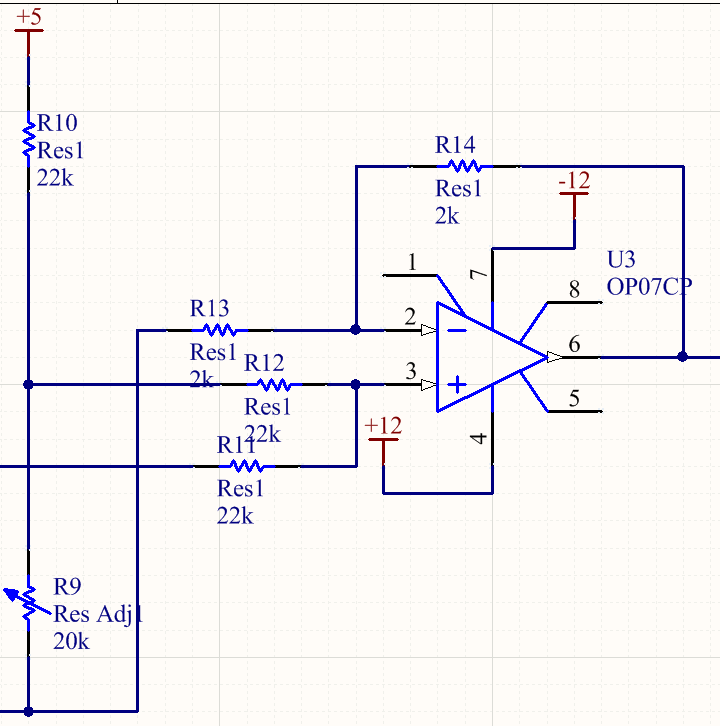 +5
R10
Res1
22k
R14
Res1
2k
-12
U3
OP07CP
1
7
8
R13
Res1
2k
2
6
R12
Res1
22k
3
5
+12
4
R11
Res1
22k
R9
Res Adj1
20k